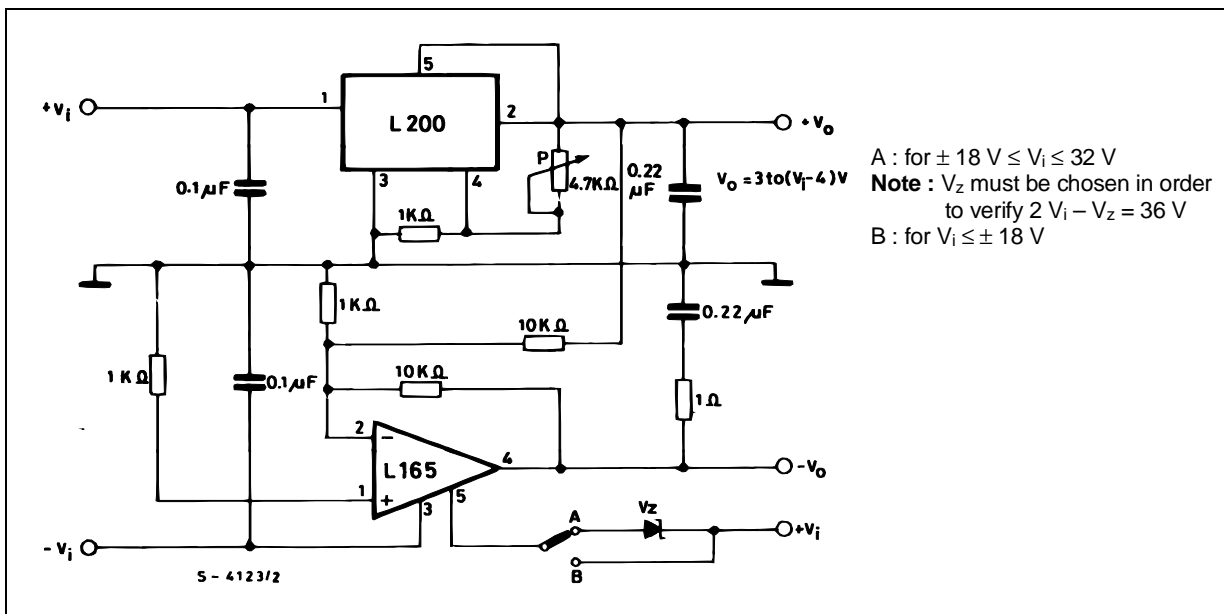 5
+Vi
1
L200
2
+Vo
3
4
P
4.7KΩ
0.22
μF
Vo =3 to(Vi-4)V
0.1μF
1KΩ
A : for ± 18 V ≤ Vi ≤ 32 V
Note : VZ must be chosen in order
to verify 2 Vi – VZ = 36 V
B : for Vi ≤ ± 18 V
1KΩ
0.22μF
10KΩ
1KΩ
0.1μF
10KΩ
1Ω
2
−
L165
4
-Vo
1
+
3
5
A
Vz
+Vi
-Vi
B
S - 4123/2